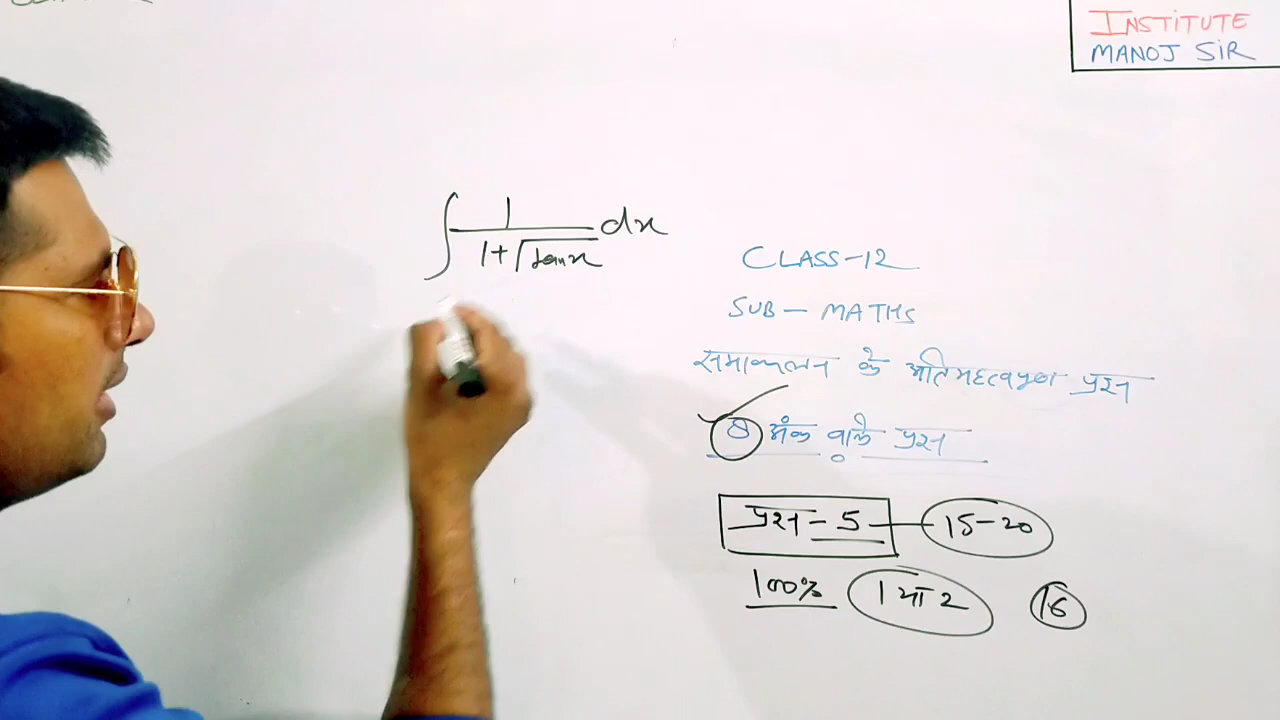 INSTITUTE
MANOJ SIR
∫ 1/(1+√tanx) dx
CLASS-12
SUB - MATHS
समाकलन के अतिमहत्वपूर्ण प्रश्न
8 अंक वाले प्रश्न
प्रश्न - 5 — 15-20
100% 1 या 2 16